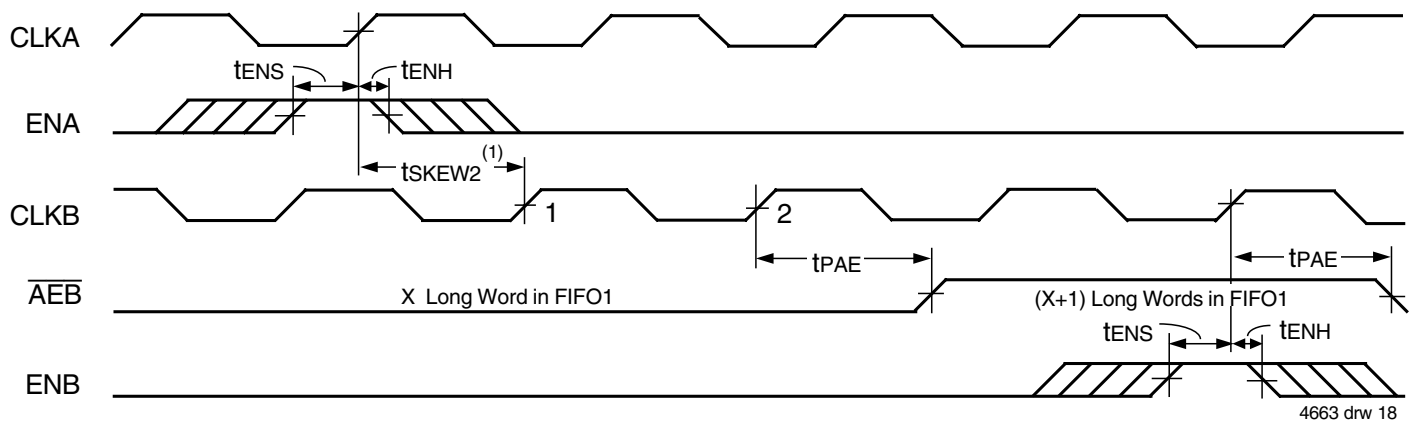 CLKA
tENS
tENH
ENA
tSKEW2 (1)
CLKB
1
2
tPAE
tPAE
AEB
X Long Word in FIFO1
(X+1) Long Words in FIFO1
tENS
tENH
ENB
4663 drw 18